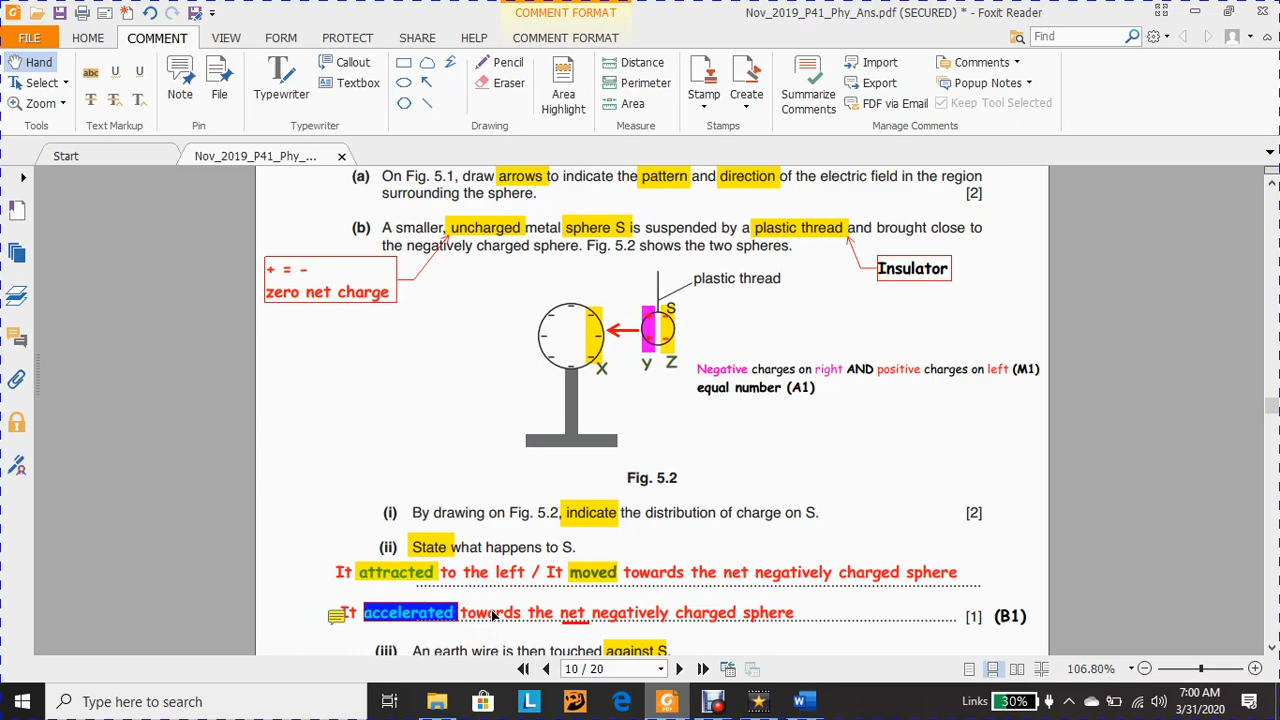 COMMENT FORMAT
Nov_2019_P41_Phy_Ans.pdf (SECURED) * - Foxit Reader
FILE HOME COMMENT VIEW FORM PROTECT SHARE HELP COMMENT FORMAT Find
Hand
Select
Zoom
Tools
abc U U
T T T
Text Markup
Note
File
Pin
Typewriter
Callout
Textbox
Typewriter
Pencil
Eraser
Drawing
Area Highlight
Distance
Perimeter
Area
Measure
Stamp
Create
Stamps
Summarize Comments
Import
Export
FDF via Email
Comments
Popup Notes
Keep Tool Selected
Manage Comments
Start Nov_2019_P41_Phy_...
(a) On Fig. 5.1, draw arrows to indicate the pattern and direction of the electric field in the region
surrounding the sphere. [2]
(b) A smaller, uncharged metal sphere S is suspended by a plastic thread and brought close to
the negatively charged sphere. Fig. 5.2 shows the two spheres.
+ = -
zero net charge
Insulator
plastic thread
S
X
Y Z
Negative charges on right AND positive charges on left (M1)
equal number (A1)
Fig. 5.2
(i) By drawing on Fig. 5.2, indicate the distribution of charge on S. [2]
(ii) State what happens to S.
It attracted to the left / It moved towards the net negatively charged sphere
It accelerated towards the net negatively charged sphere [1] (B1)
(iii) An earth wire is then touched against S.
10 / 20
106.80%
Type here to search
L
W
Links 30%
7:00 AM
3/31/2020